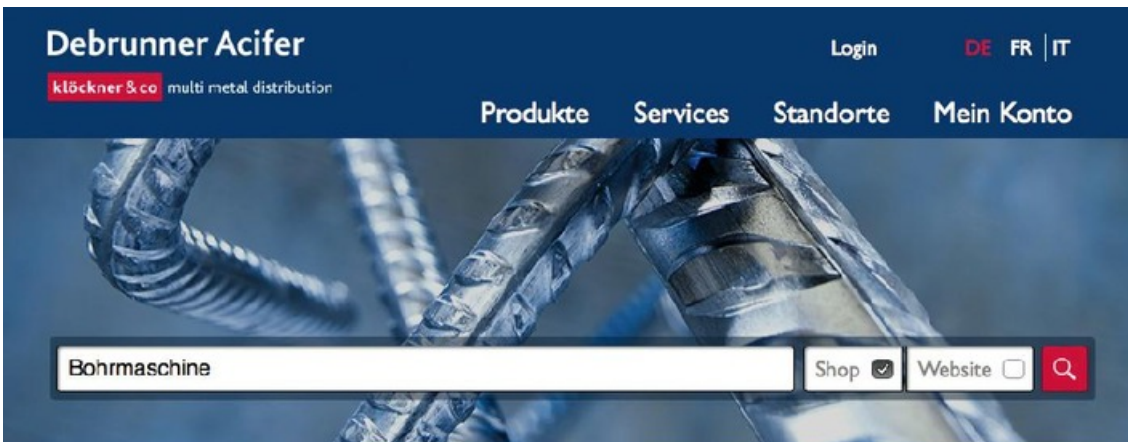 Debrunner Acifer
klöckner & co multi metal distribution
Login DE FR IT
Produkte Services Standorte Mein Konto
Bohrmaschine
Shop Website